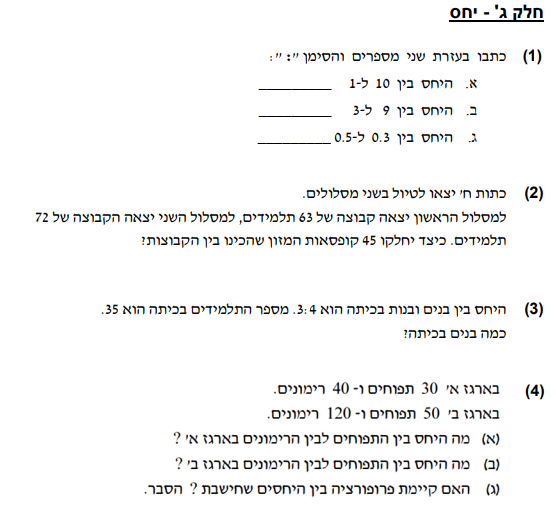 חלק ג' - יחס
(1) כתבו בעזרת שני מספרים והסימן ":":
א. היחס בין 10 ל-1 _________
ב. היחס בין 9 ל-3 _________
ג. היחס בין 0.3 ל-0.5 _________
(2) כתות ח' יצאו לטיול בשני מסלולים.
למסלול הראשון יצאה קבוצה של 63 תלמידים, למסלול השני יצאה הקבוצה של 72
תלמידים. כיצד יחלקו 45 קופסאות המזון שהכינו בין הקבוצות?
(3) היחס בין בנים ובנות בכיתה הוא 3:4. מספר התלמידים בכיתה הוא 35.
כמה בנים בכיתה?
(4) בארגז א' 30 תפוחים ו- 40 רימונים.
בארגז ב' 50 תפוחים ו- 120 רימונים.
(א) מה היחס בין התפוחים לבין הרימונים בארגז א' ?
(ב) מה היחס בין התפוחים לבין הרימונים בארגז ב' ?
(ג) האם קיימת פרופורציה בין היחסים שחישבת ? הסבר.